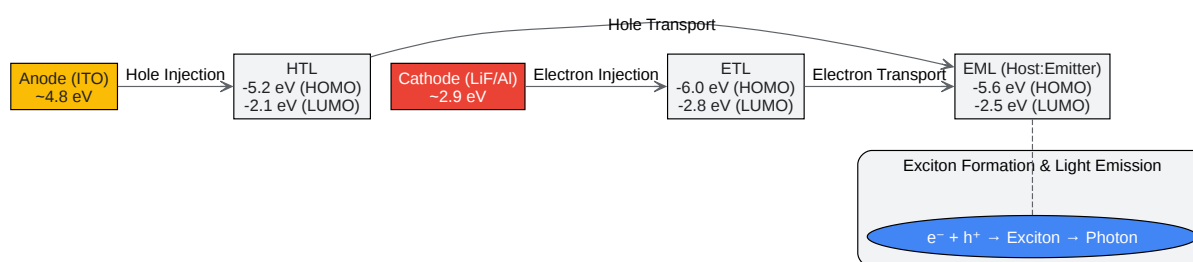 Hole Transport
Anode (ITO)
~4.8 eV
Hole Injection
HTL
-5.2 eV (HOMO)
-2.1 eV (LUMO)
Cathode (LiF/Al)
~2.9 eV
Electron Injection
ETL
-6.0 eV (HOMO)
-2.8 eV (LUMO)
Electron Transport
EML (Host:Emitter)
-5.6 eV (HOMO)
-2.5 eV (LUMO)
Exciton Formation & Light Emission
e⁻ + h⁺ → Exciton → Photon